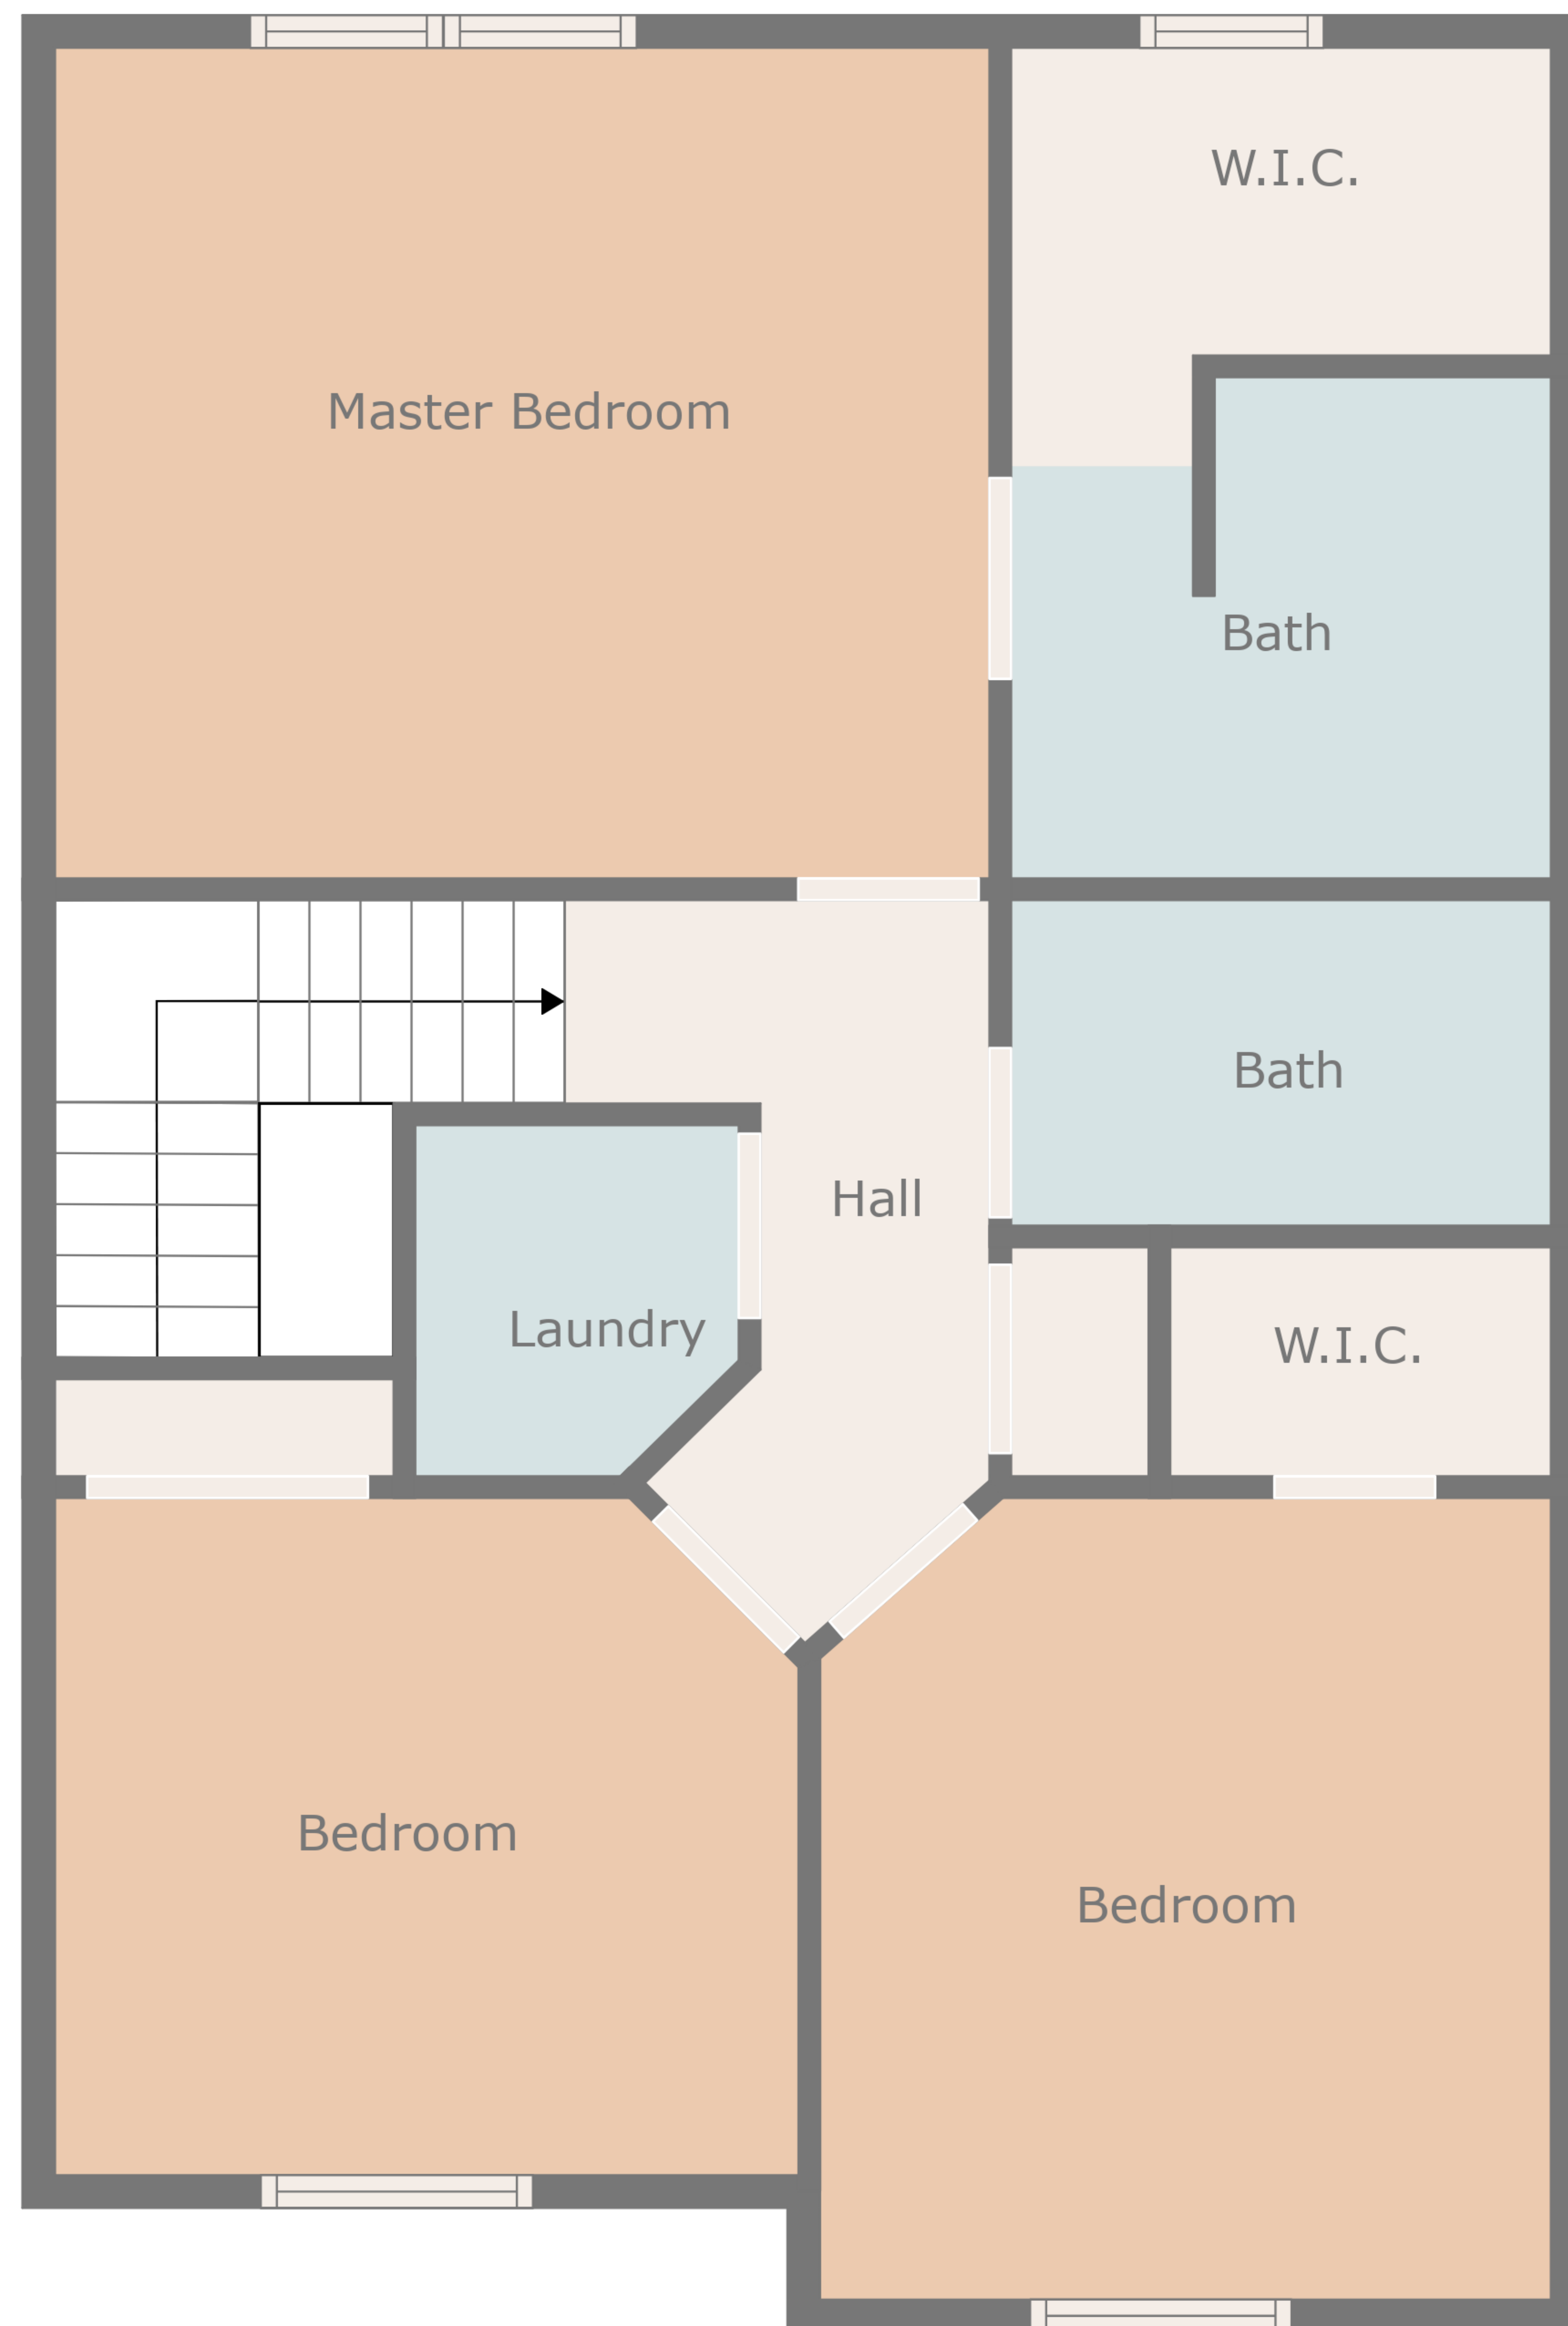 W.I.C.
Master Bedroom
Bath
Bath
Hall
Laundry
W.I.C.
Bedroom
Bedroom